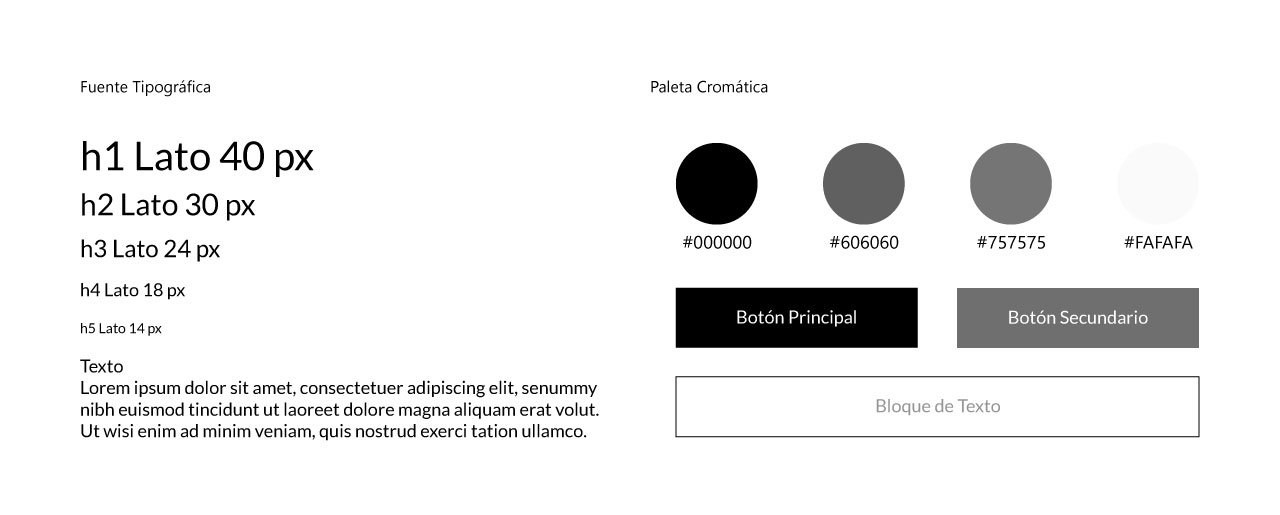 Fuente Tipográfica
h1 Lato 40 px
h2 Lato 30 px
h3 Lato 24 px
h4 Lato 18 px
h5 Lato 14 px
Texto
Lorem ipsum dolor sit amet, consectetuer adipiscing elit, senummy
nibh euismod tincidunt ut laoreet dolore magna aliquam erat volut.
Ut wisi enim ad minim veniam, quis nostrud exerci tation ullamco.
Paleta Cromática
#000000
#606060
#757575
#FAFAFA
Botón Principal
Botón Secundario
Bloque de Texto